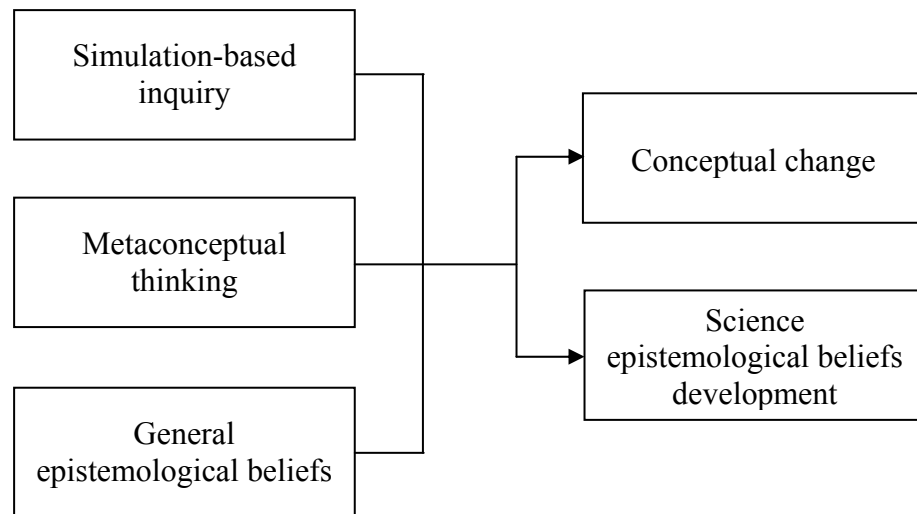 Simulation-based
inquiry
Metaconceptual
thinking
General
epistemological beliefs
Conceptual change
Science
epistemological beliefs
development